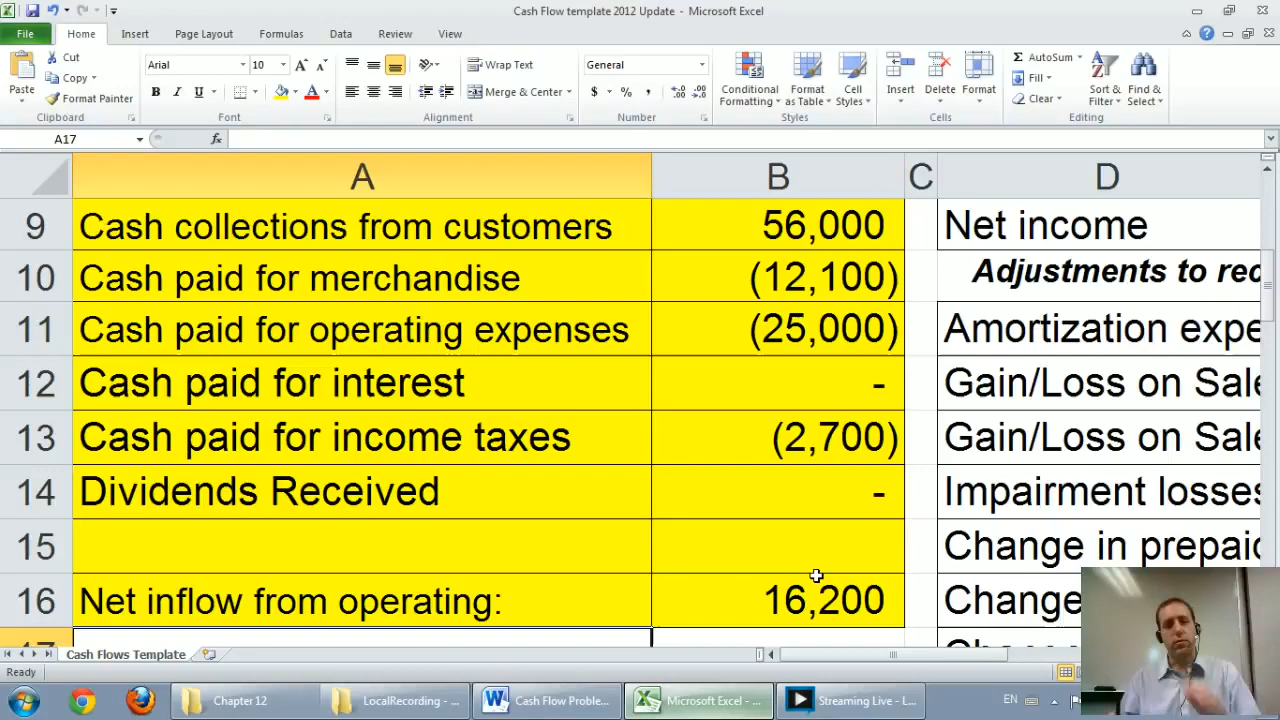 Cash Flow template 2012 Update - Microsoft Excel
File Home Insert Page Layout Formulas Data Review View
Paste
Cut
Copy
Format Painter
Clipboard
Arial 10 A A
B I U A
Font
Wrap Text
Merge & Center
Alignment
General
$ % , .00 .0
Number
Conditional Formatting
Format as Table
Cell Styles
Styles
Insert Delete Format
Cells
Σ AutoSum
Fill
Clear
Sort & Filter
Find & Select
Editing
A17 fx
A B C D
9 Cash collections from customers 56,000 Net income
10 Cash paid for merchandise (12,100) Adjustments to rec
11 Cash paid for operating expenses (25,000) Amortization expe
12 Cash paid for interest - Gain/Loss on Sale
13 Cash paid for income taxes (2,700) Gain/Loss on Sale
14 Dividends Received - Impairment losses
15 Change in prepaid
16 Net inflow from operating: 16,200 Change
17
Cash Flows Template
Ready
Chapter 12 LocalRecording - ... Cash Flow Proble... Microsoft Excel - ... Streaming Live - L... EN